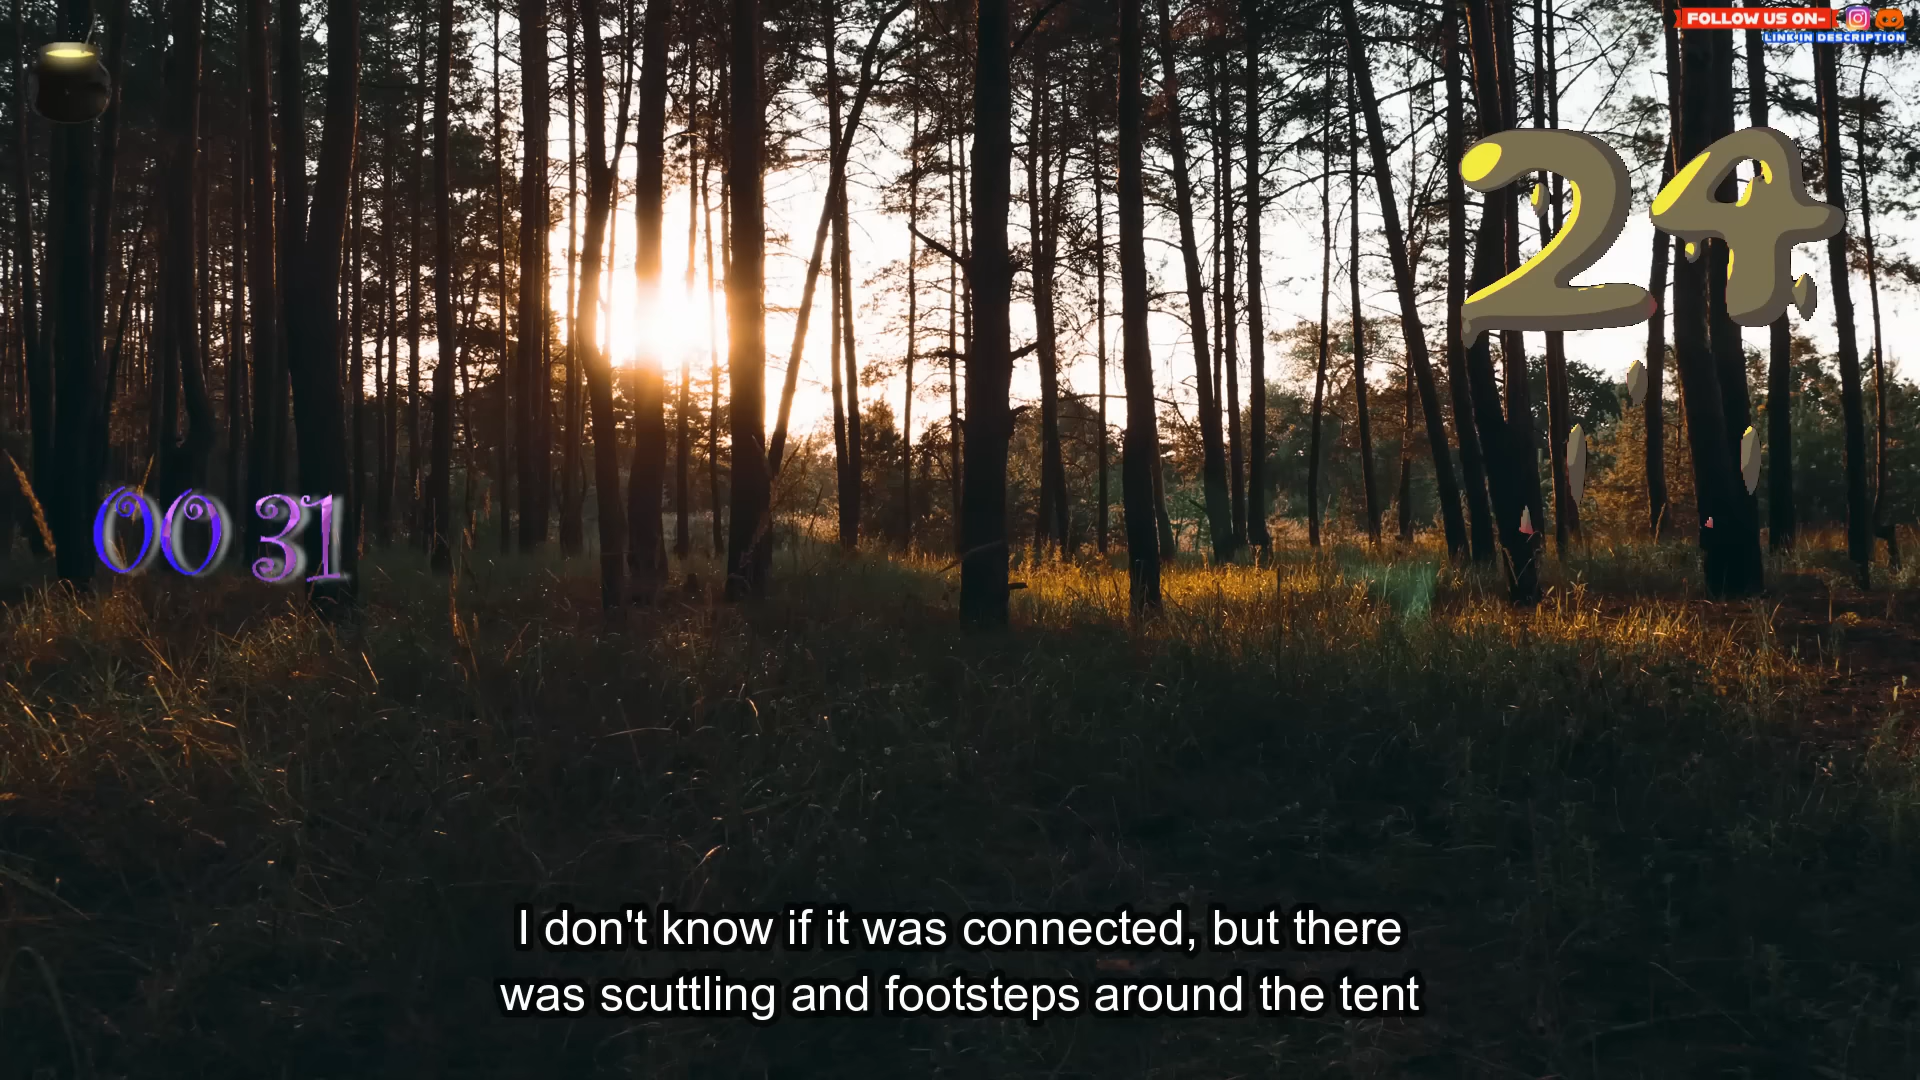 FOLLOW US ON-
LINK IN DESCRIPTION
24
00 31
I don't know if it was connected, but there
was scuttling and footsteps around the tent